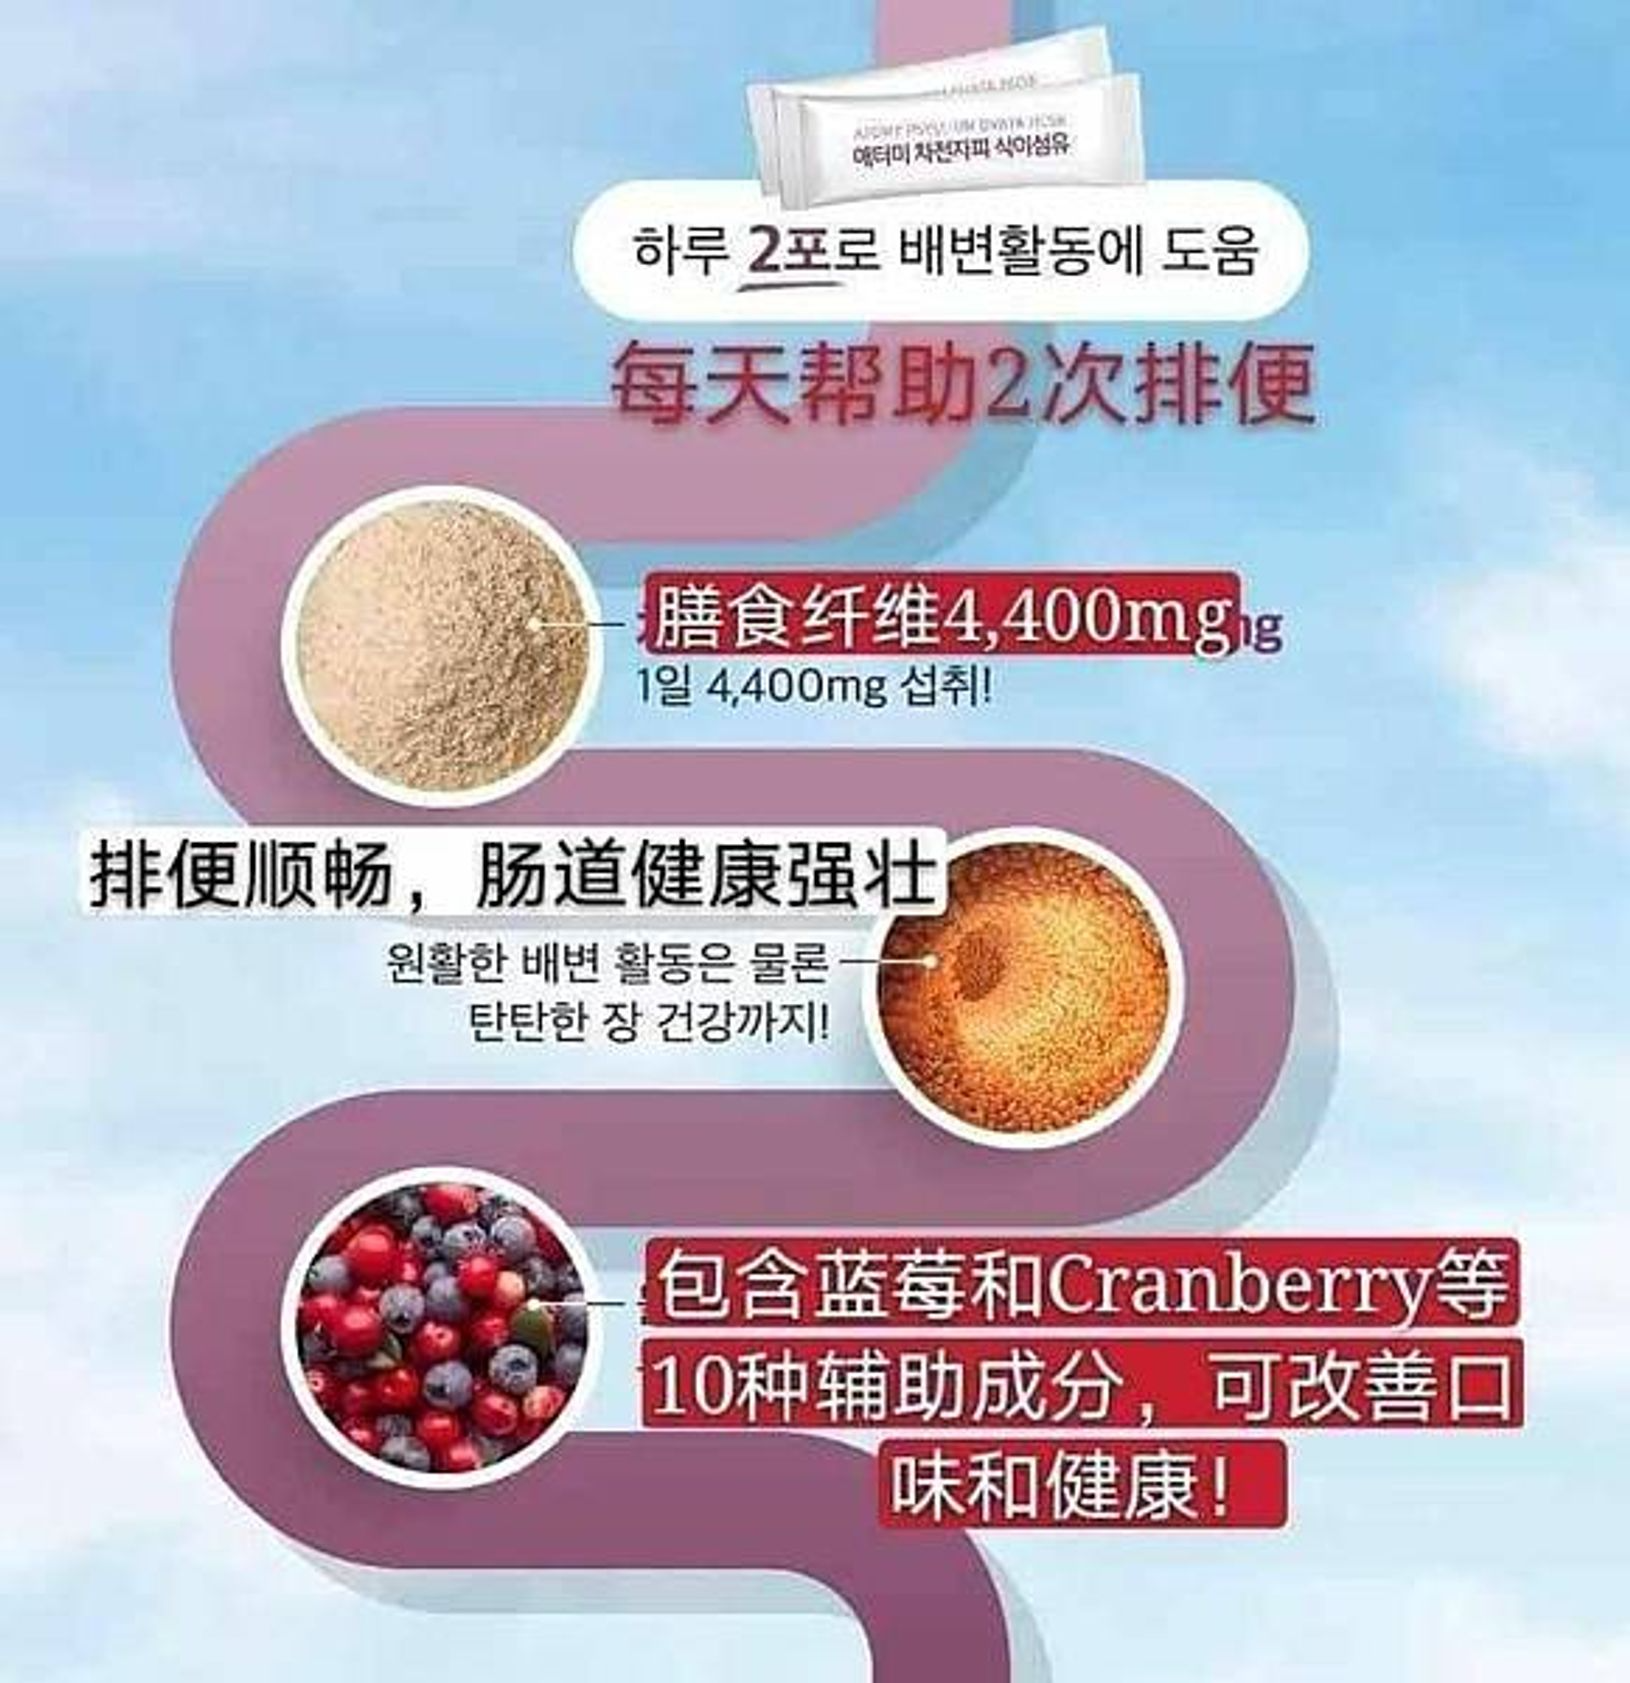 ATOMY PSYLLIUM OVATA HUSK
애터미 차전자피 식이섬유
하루 2포로 배변활동에 도움
每天帮助2次排便
膳食纤维4,400mg
1일 4,400mg 섭취!
排便顺畅，肠道健康强壮
원활한 배변 활동은 물론
탄탄한 장 건강까지!
包含蓝莓和Cranberry等
10种辅助成分，可改善口
味和健康！